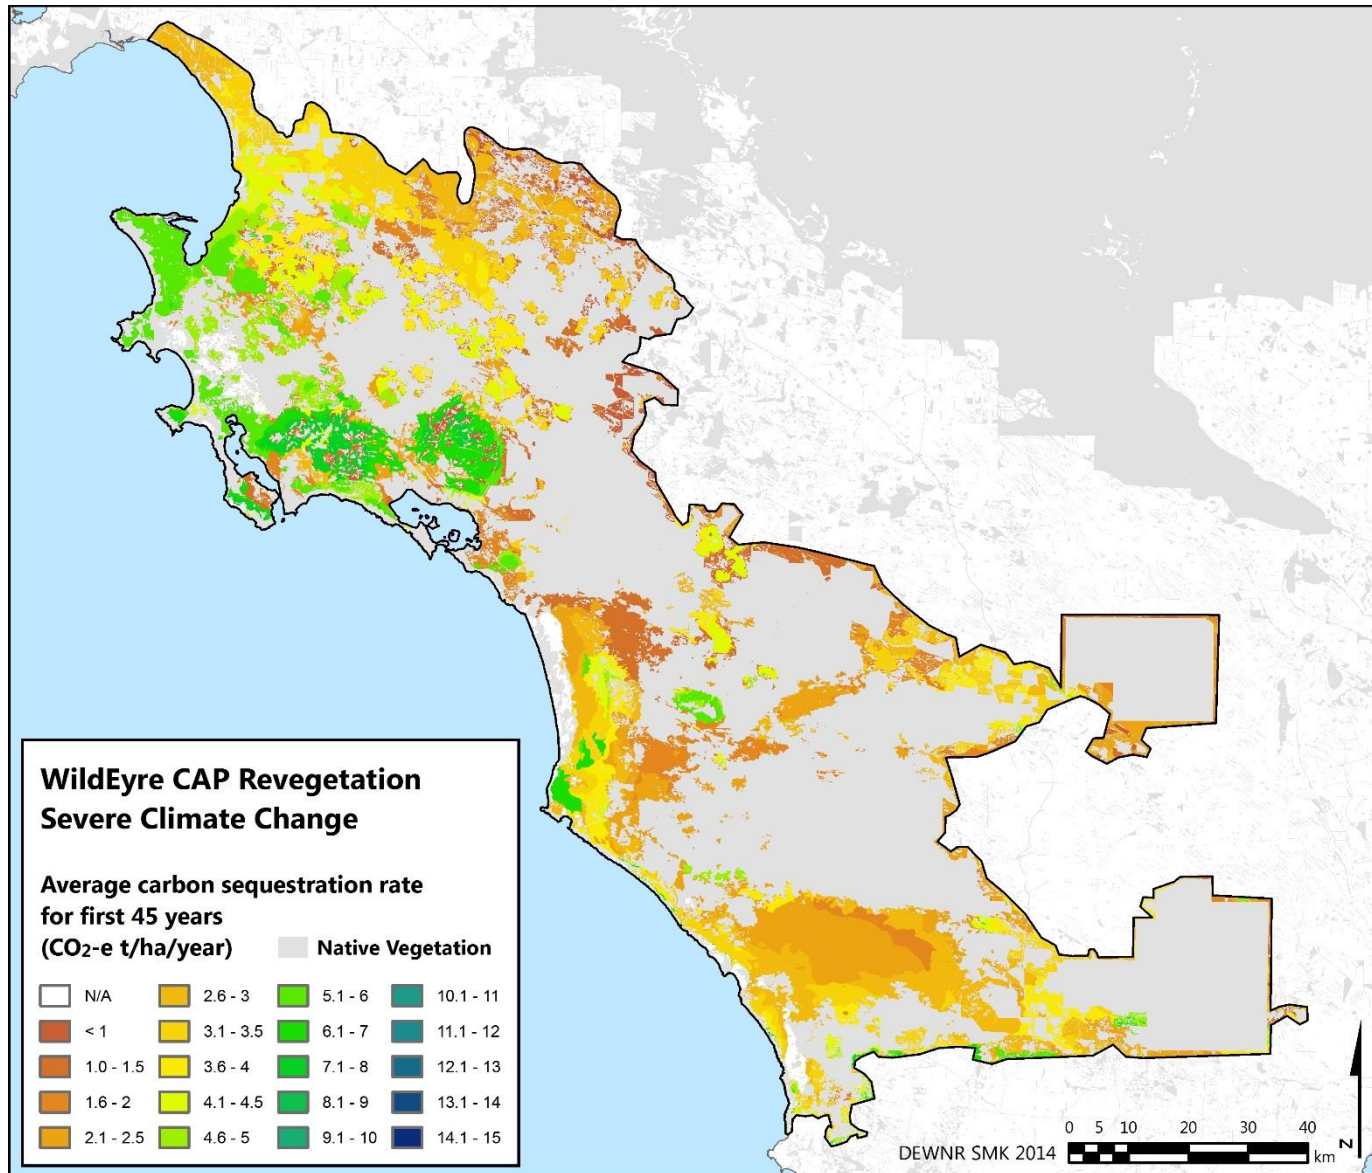 WildEyre CAP Revegetation
Severe Climate Change
Average carbon sequestration rate
for first 45 years
(CO2-e t/ha/year)
Native Vegetation
N/A
< 1
1.0 - 1.5
1.6 - 2
2.1 - 2.5
2.6 - 3
3.1 - 3.5
3.6 - 4
4.1 - 4.5
4.6 - 5
5.1 - 6
6.1 - 7
7.1 - 8
8.1 - 9
9.1 - 10
10.1 - 11
11.1 - 12
12.1 - 13
13.1 - 14
14.1 - 15
DEWNR SMK 2014
0 5 10 20 30 40
km
N